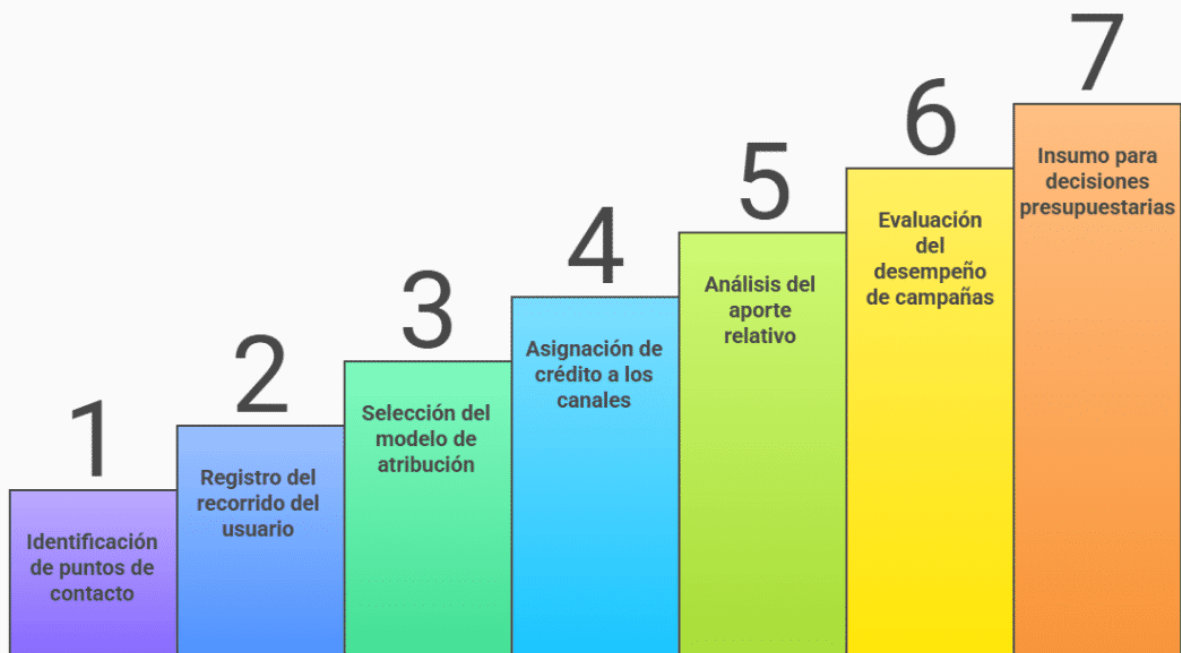 1
Identificación
de puntos de
contacto
2
Registro del
recorrido del
usuario
3
Selección del
modelo de
atribución
4
Asignación de
crédito a los
canales
5
Análisis del
aporte
relativo
6
Evaluación
del
desempeño
de campañas
7
Insumo para
decisiones
presupuestarias